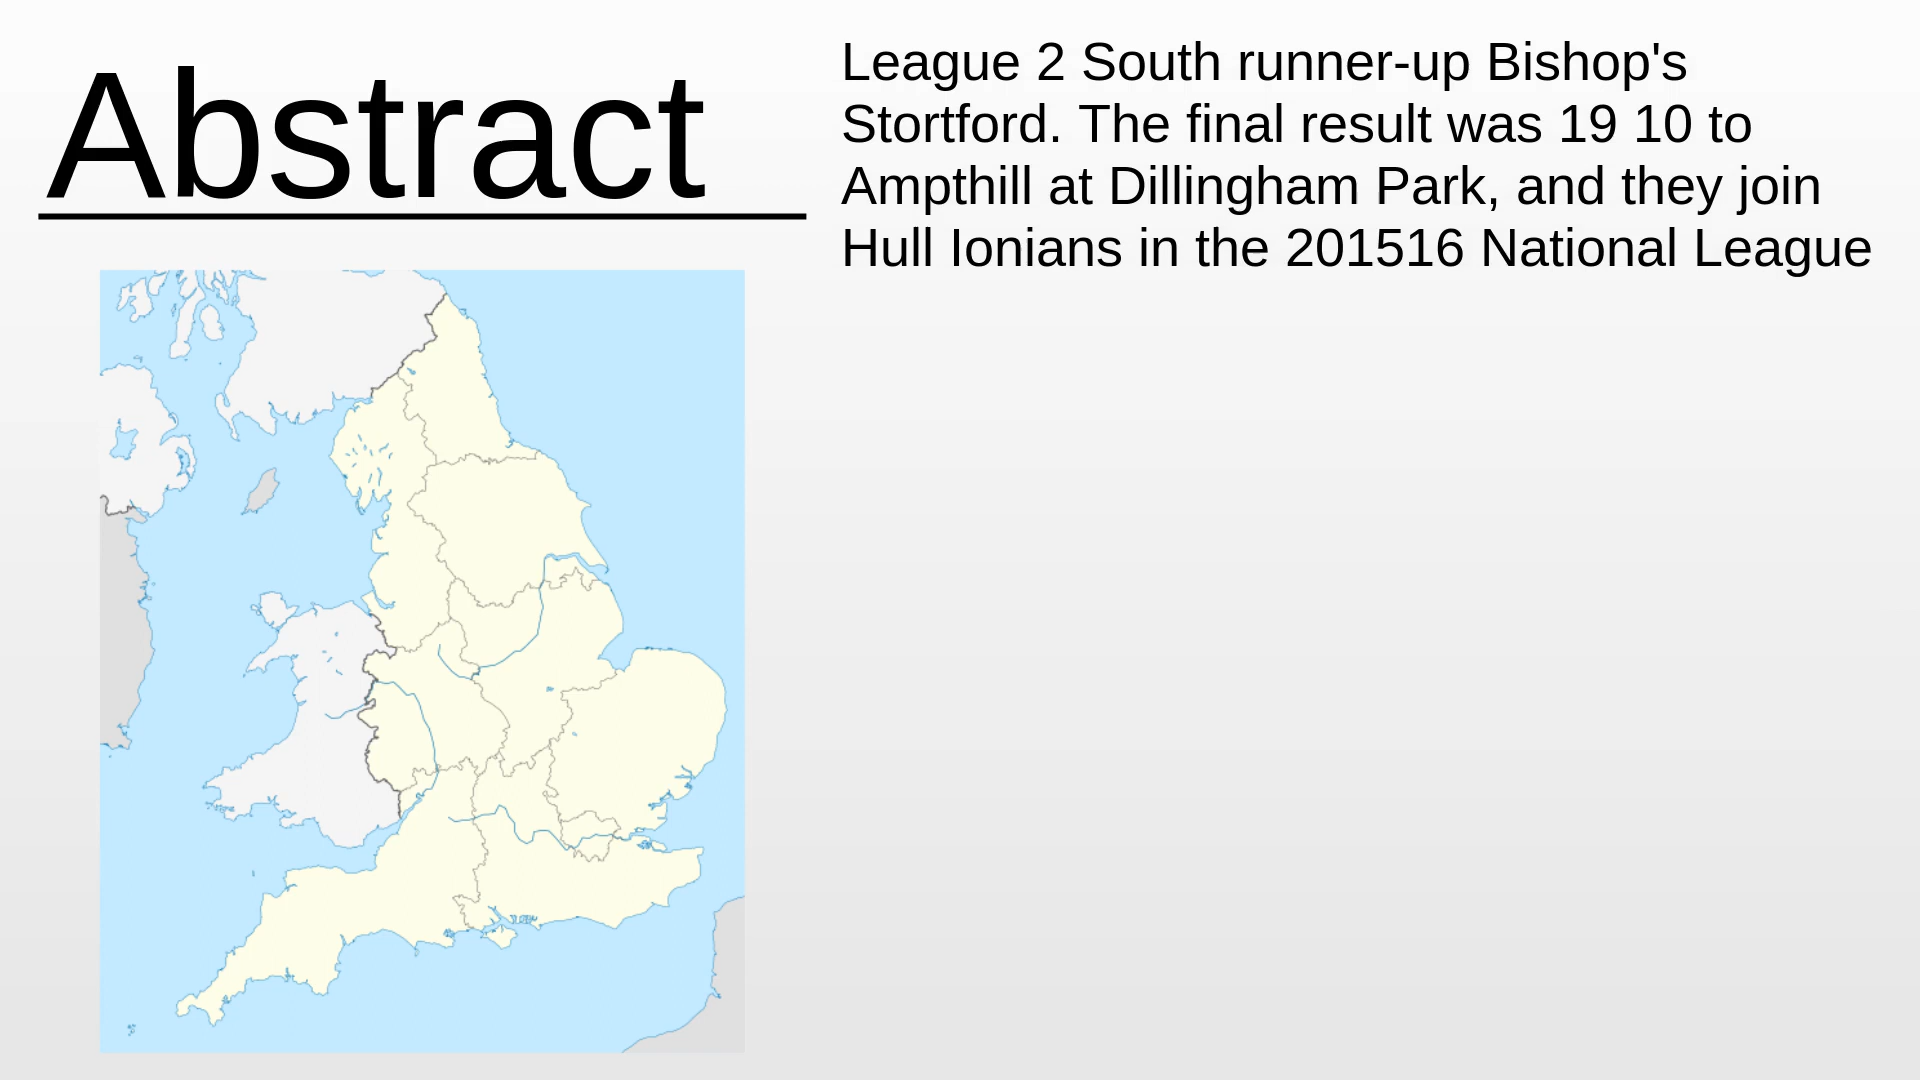 Abstract
League 2 South runner-up Bishop's
Stortford. The final result was 19 10 to
Ampthill at Dillingham Park, and they join
Hull Ionians in the 201516 National League